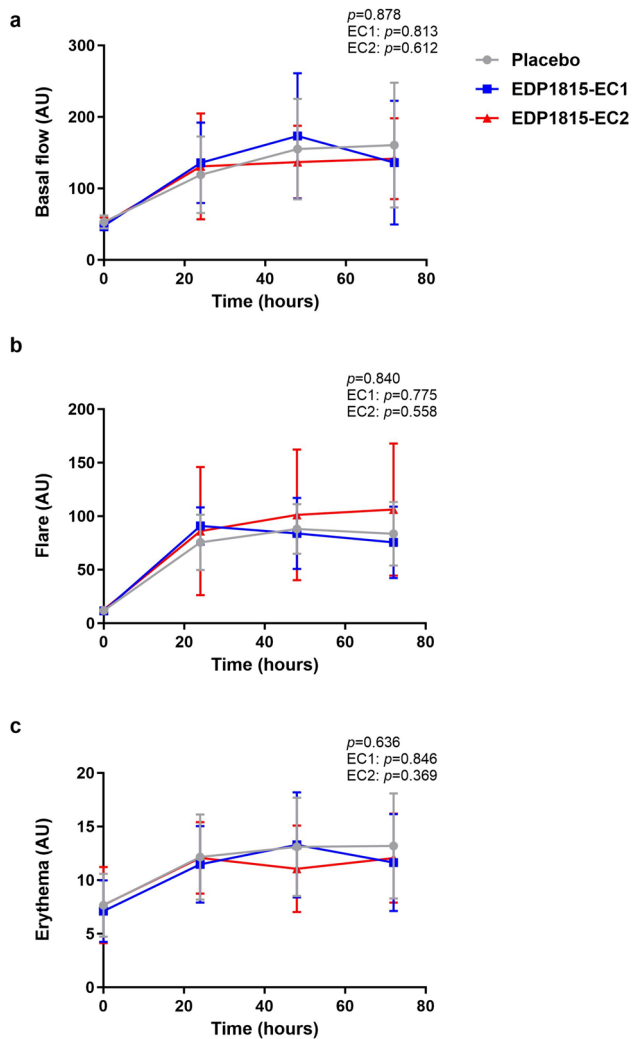 a
p=0.878
EC1: p=0.813
EC2: p=0.612
Placebo
EDP1815-EC1
EDP1815-EC2
Basal flow (AU)
300
200
100
0
0 20 40 60 80
Time (hours)
b
p=0.840
EC1: p=0.775
EC2: p=0.558
Flare (AU)
200
150
100
50
0
0 20 40 60 80
Time (hours)
c
p=0.636
EC1: p=0.846
EC2: p=0.369
Erythema (AU)
20
15
10
5
0
0 20 40 60 80
Time (hours)